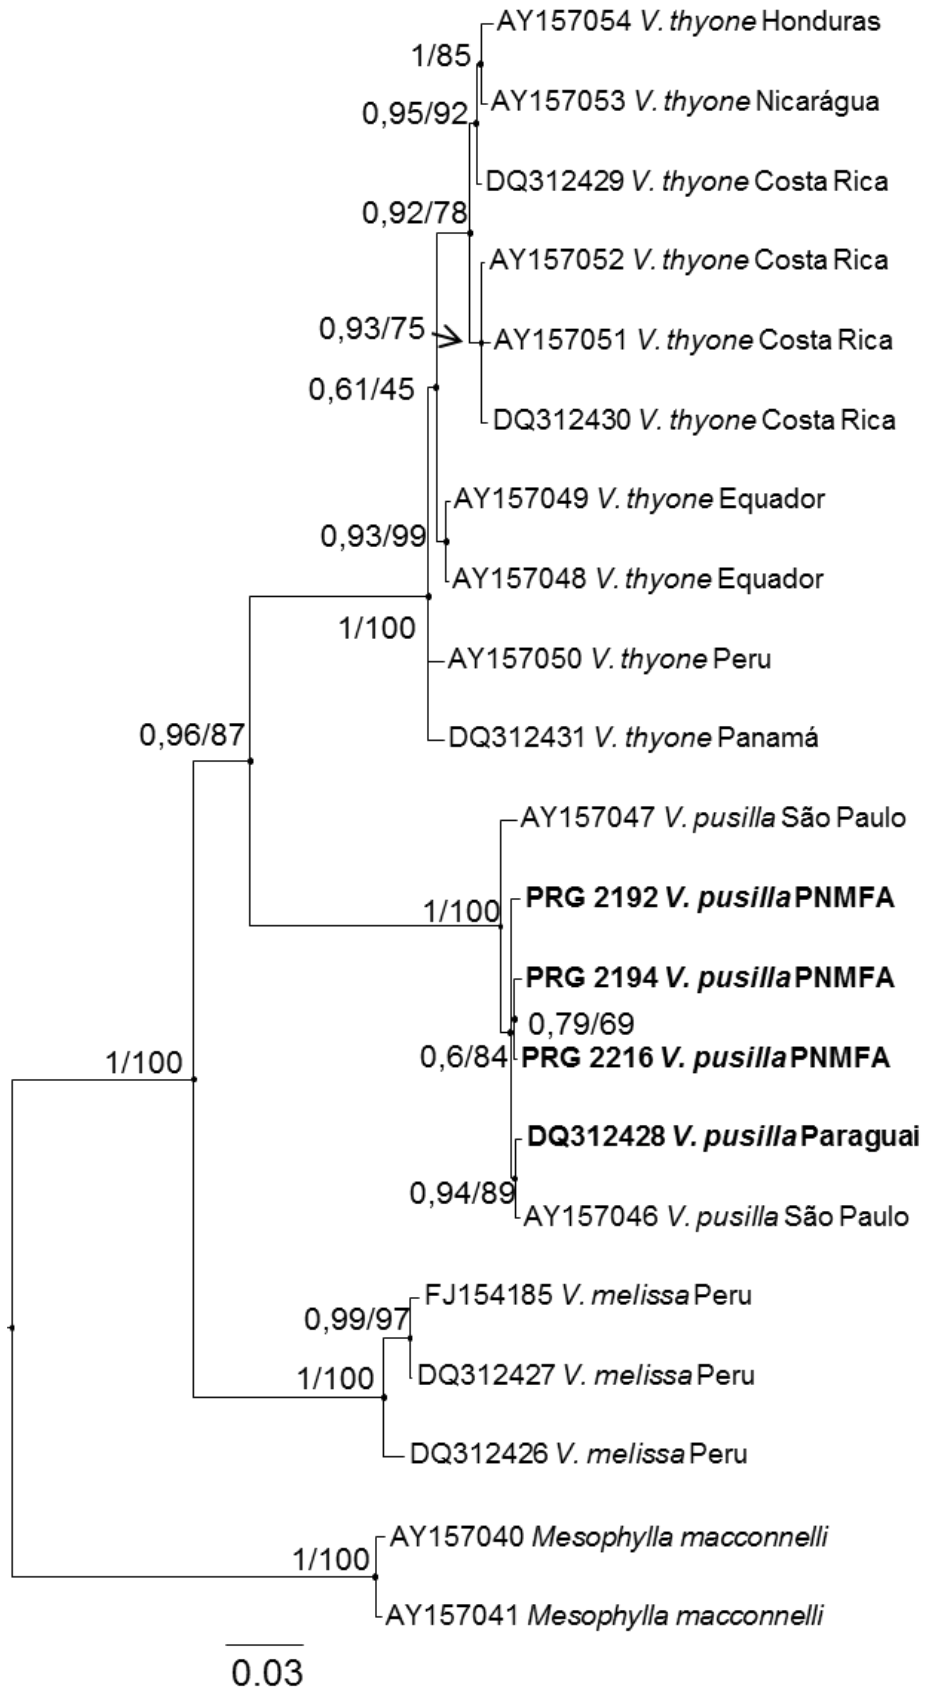 AY157054 V. thyone Honduras
1/85
AY157053 V. thyone Nicarágua
0,95/92
DQ312429 V. thyone Costa Rica
0,92/78
AY157052 V. thyone Costa Rica
0,93/75
AY157051 V. thyone Costa Rica
0,61/45
DQ312430 V. thyone Costa Rica
AY157049 V. thyone Equador
0,93/99
AY157048 V. thyone Equador
1/100
AY157050 V. thyone Peru
0,96/87
DQ312431 V. thyone Panamá
AY157047 V. pusilla São Paulo
PRG 2192 V. pusilla PNMFA
1/100
PRG 2194 V. pusilla PNMFA
0,79/69
0,6/84
PRG 2216 V. pusilla PNMFA
1/100
DQ312428 V. pusilla Paraguai
0,94/89
AY157046 V. pusilla São Paulo
FJ154185 V. melissa Peru
0,99/97
DQ312427 V. melissa Peru
1/100
DQ312426 V. melissa Peru
AY157040 Mesophylla macconnelli
1/100
AY157041 Mesophylla macconnelli
0.03